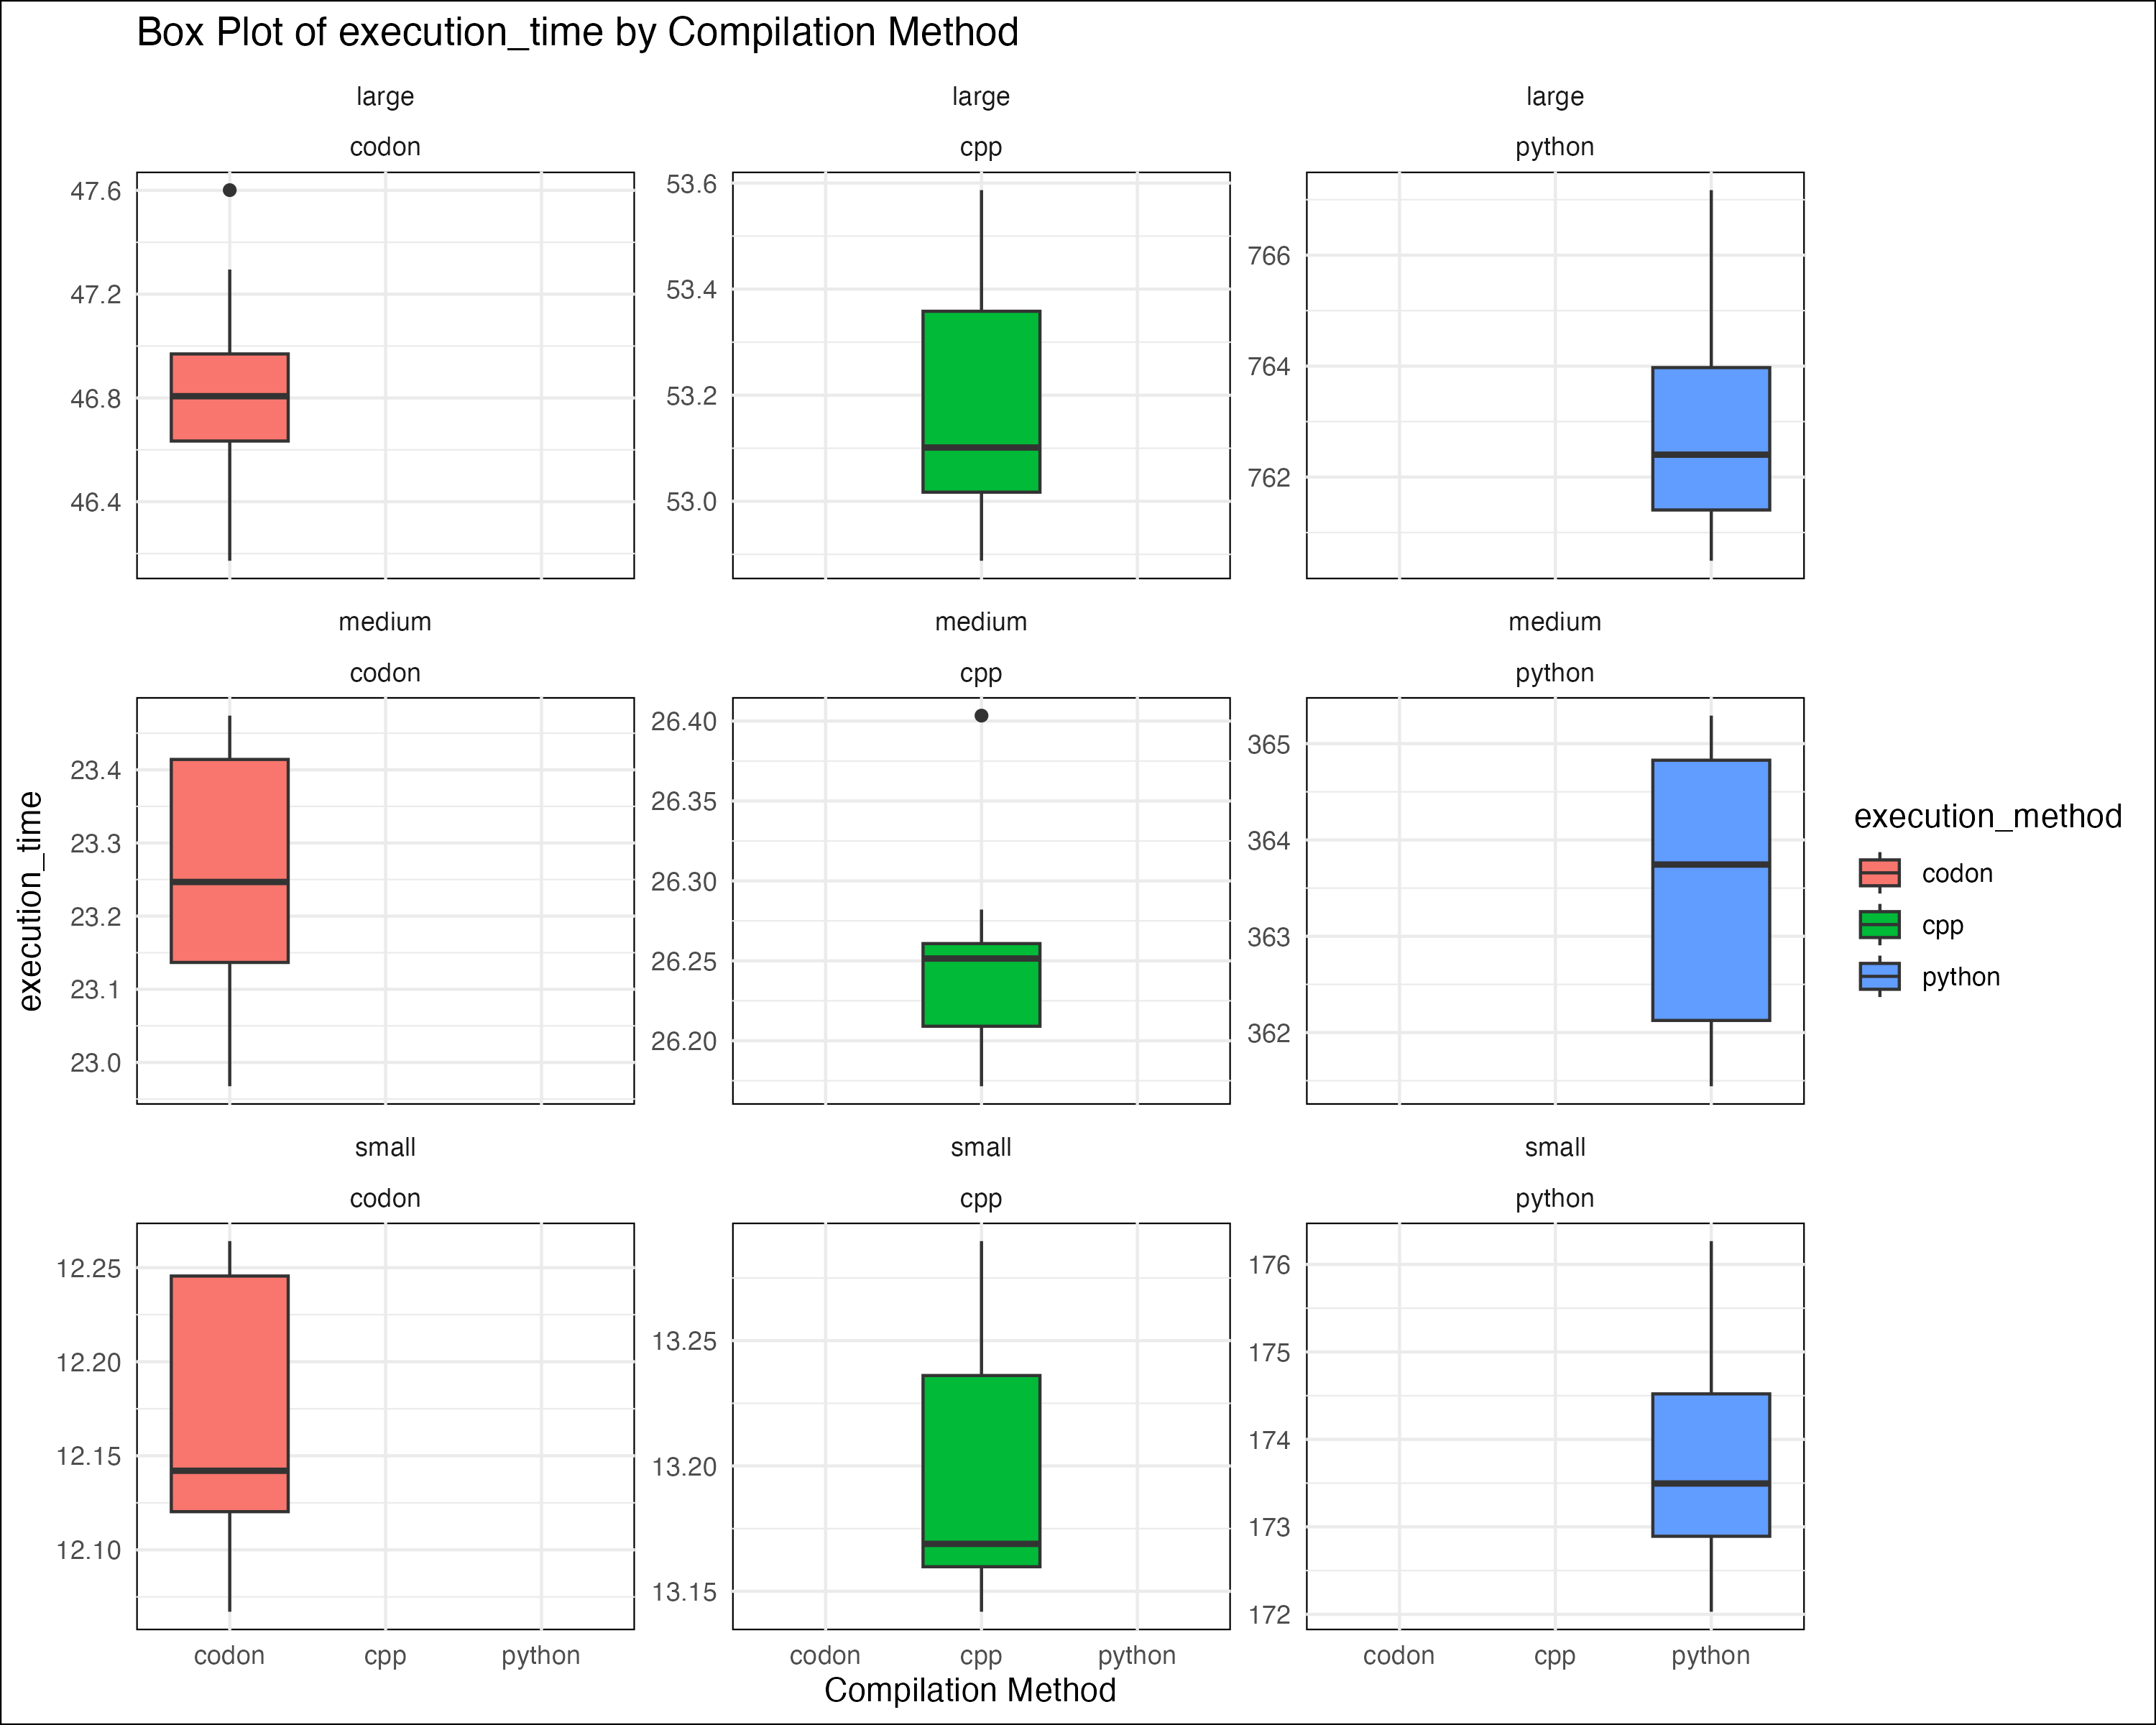 Box Plot of execution_time by Compilation Method
large large large
codon cpp python
47.6
47.2
46.8
46.4
53.6
53.4
53.2
53.0
766
764
762
medium medium medium
codon cpp python
23.4
23.3
23.2
23.1
23.0
26.40
26.35
26.30
26.25
26.20
365
364
363
362
small small small
codon cpp python
12.25
12.20
12.15
12.10
13.25
13.20
13.15
176
175
174
173
172
codon cpp python codon cpp python codon cpp python
Compilation Method
execution_time
execution_method
codon
cpp
python